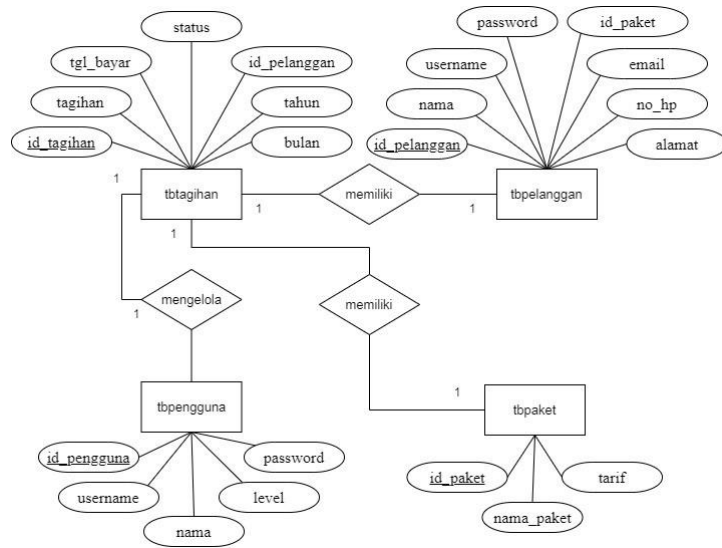 status
tgl_bayar
id_pelanggan
tagihan
tahun
id_tagihan
bulan
password
id_paket
username
email
nama
no_hp
id_pelanggan
alamat
1
tbtagihan
1
memiliki
1
tbpelanggan
1
mengelola
1
memiliki
tbpengguna
1
tbpaket
id_pengguna
password
username
level
nama
id_paket
tarif
nama_paket